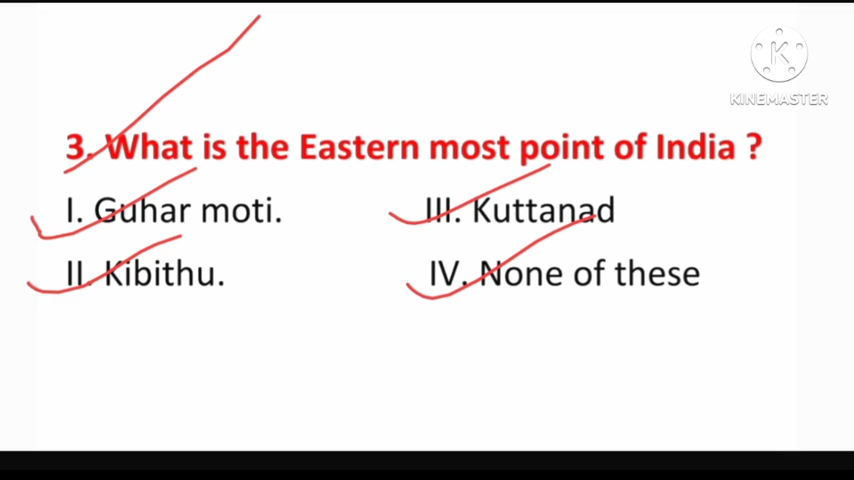 KINEMASTER
3. What is the Eastern most point of India ?
I. Guhar moti. III. Kuttanad
II. Kibithu. IV. None of these